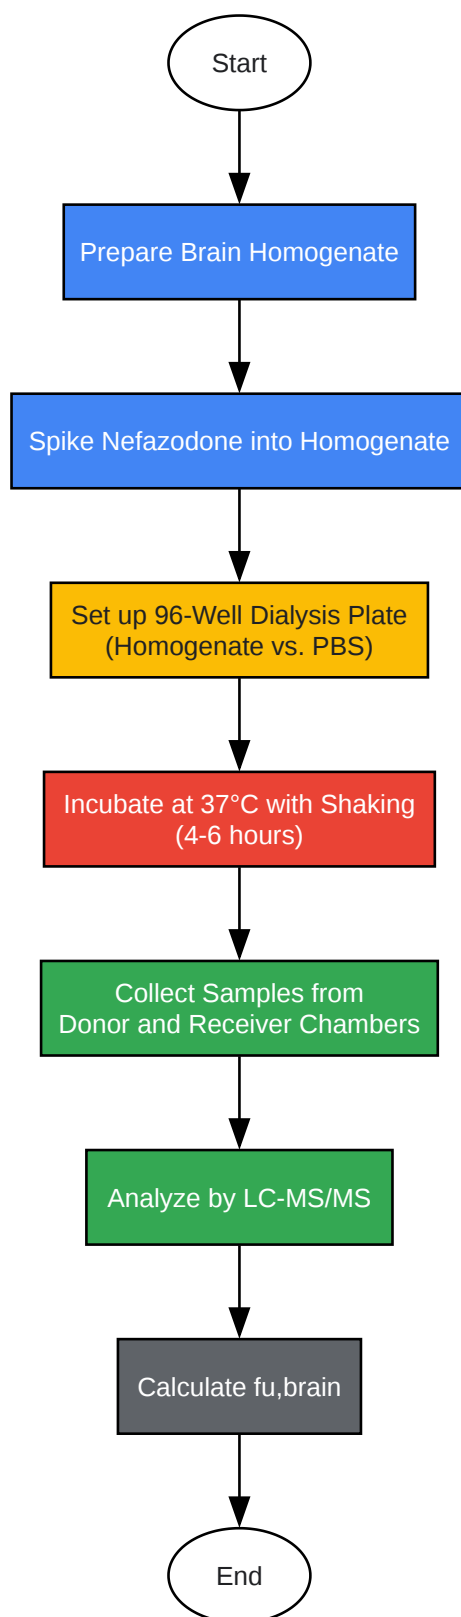 Start
Prepare Brain Homogenate
Spike Nefazodone into Homogenate
Set up 96-Well Dialysis Plate
(Homogenate vs. PBS)
Incubate at 37°C with Shaking
(4-6 hours)
Collect Samples from
Donor and Receiver Chambers
Analyze by LC-MS/MS
Calculate fu,brain
End